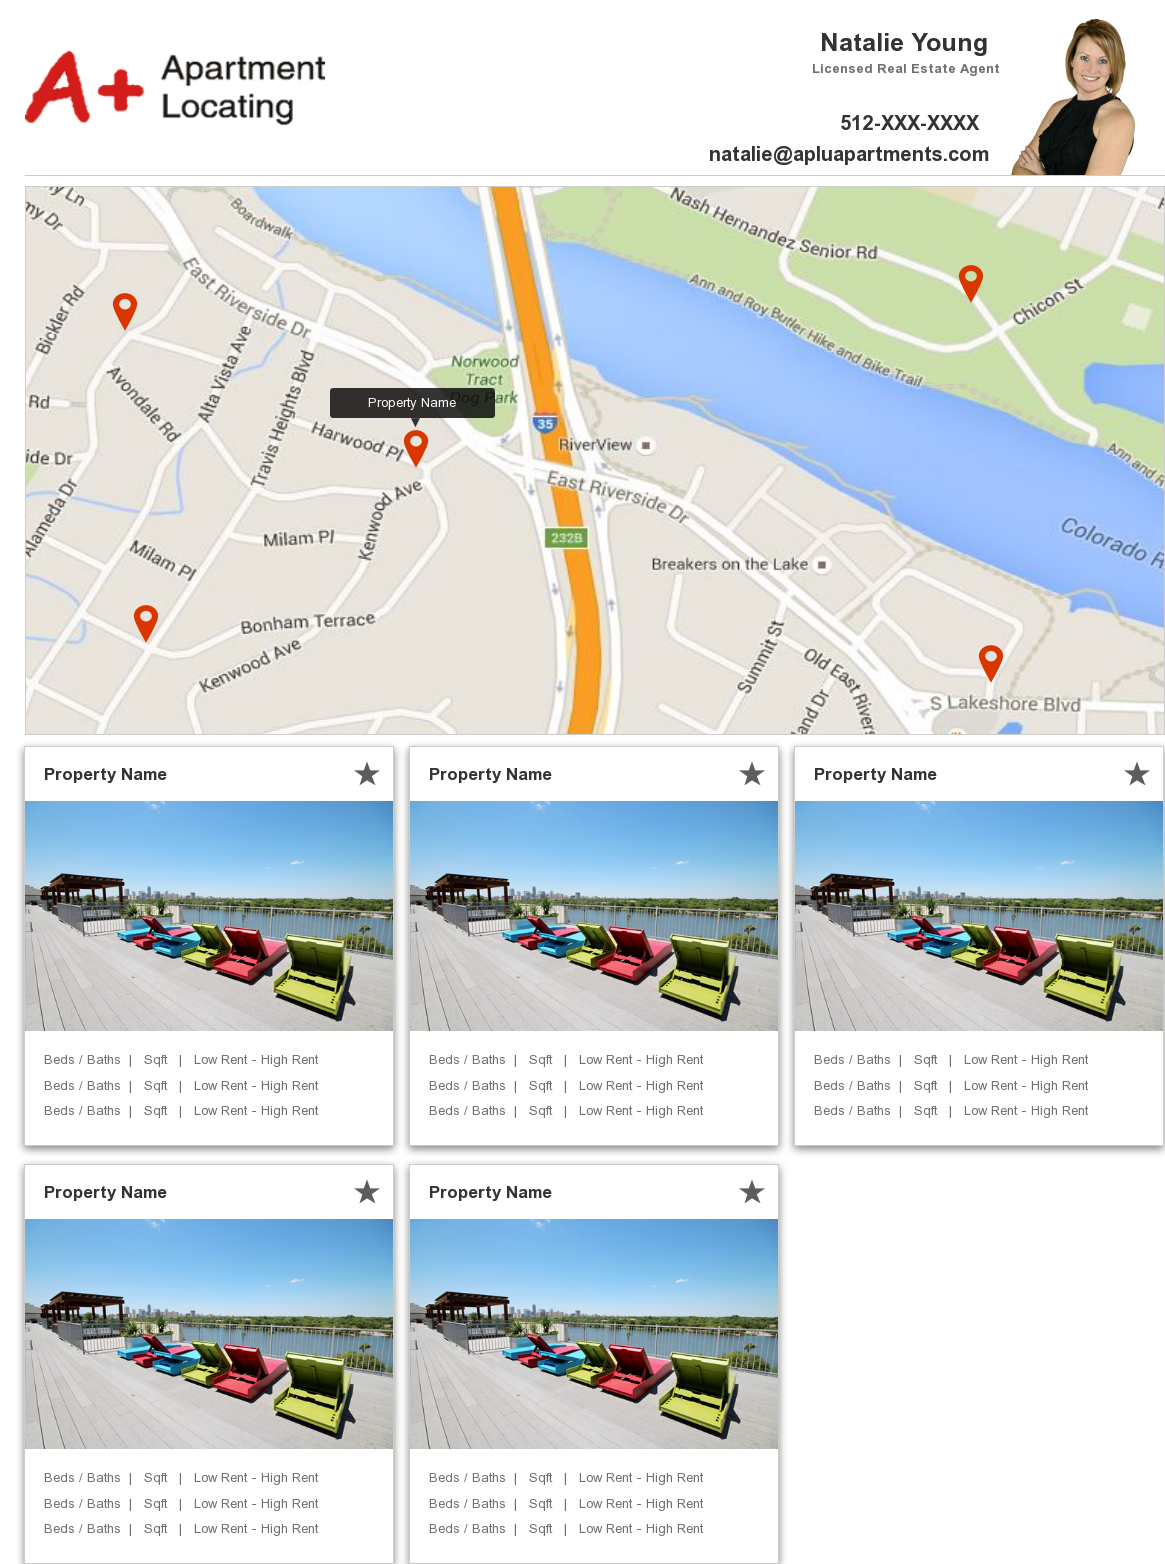 A+ Apartment
Locating
Natalie Young
Licensed Real Estate Agent
512-XXX-XXXX
natalie@apluapartments.com
y Ln
my Dr
Boardwalk
East Riverside Dr
Nash Hernandez Senior Rd
Ann and Roy Butler Hike and Bike Trail
Chicon St
Bickler Rd
Alta Vista Ave
Travis Heights Blvd
Avondale Rd
Norwood
Tract
Dog Park
Property Name
Rd
Harwood Pl
35
RiverView
ide Dr
Alameda Dr
Kenwood Ave
East Riverside Dr
Ann and R
Colorado R
Milam Pl
Milam Pl
232B
Breakers on the Lake
Bonham Terrace
Kenwood Ave
Summit St
Old East Rivers
land Dr
S Lakeshore Blvd
Property Name
Property Name
Property Name
Beds / Baths | Sqft | Low Rent - High Rent
Beds / Baths | Sqft | Low Rent - High Rent
Beds / Baths | Sqft | Low Rent - High Rent
Beds / Baths | Sqft | Low Rent - High Rent
Beds / Baths | Sqft | Low Rent - High Rent
Beds / Baths | Sqft | Low Rent - High Rent
Beds / Baths | Sqft | Low Rent - High Rent
Beds / Baths | Sqft | Low Rent - High Rent
Beds / Baths | Sqft | Low Rent - High Rent
Property Name
Property Name
Beds / Baths | Sqft | Low Rent - High Rent
Beds / Baths | Sqft | Low Rent - High Rent
Beds / Baths | Sqft | Low Rent - High Rent
Beds / Baths | Sqft | Low Rent - High Rent
Beds / Baths | Sqft | Low Rent - High Rent
Beds / Baths | Sqft | Low Rent - High Rent